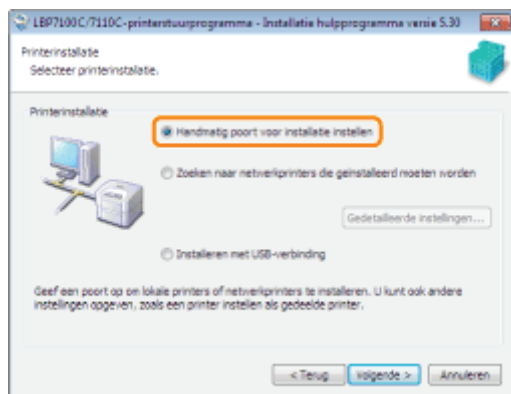 LBP7100C/7110C-printerstuurprogramma - Installatie hulpprogramma versie 5.30
Printerinstallatie
Selecteer printerinstalatie.
Printerinstallatie
Handmatig poort voor installatie instellen
Zoeken naar netwerkprinters die geïnstalleerd moeten worden
Gedetailleerde instellingen...
Installeren met USB-verbinding
Geef een poort op om lokale printers of netwerkprinters te installeren. U kunt ook andere
instellingen opgeven, zoals een printer instellen als gedeelde printer.
< Terug
volgende >
Annuleren